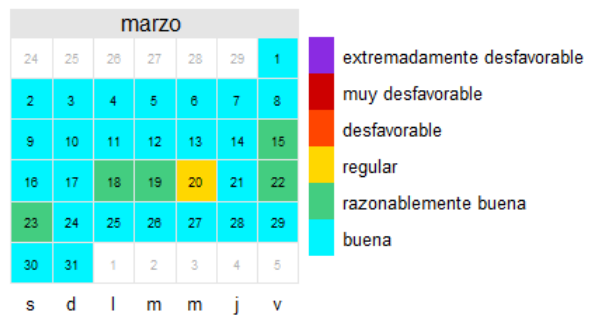 marzo
24 25 26 27 28 29 1
2 3 4 5 6 7 8
9 10 11 12 13 14 15
16 17 18 19 20 21 22
23 24 25 26 27 28 29
30 31 1 2 3 4 5
s d l m m j v
extremadamente desfavorable
muy desfavorable
desfavorable
regular
razonablemente buena
buena